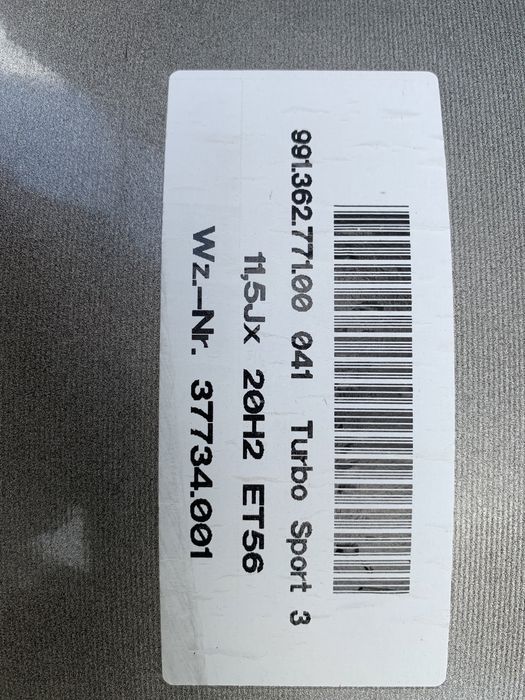 991.362.771.00 041 Turbo Sport 3
11,5Jx 20H2 ET56
Wz.-Nr. 37734.001